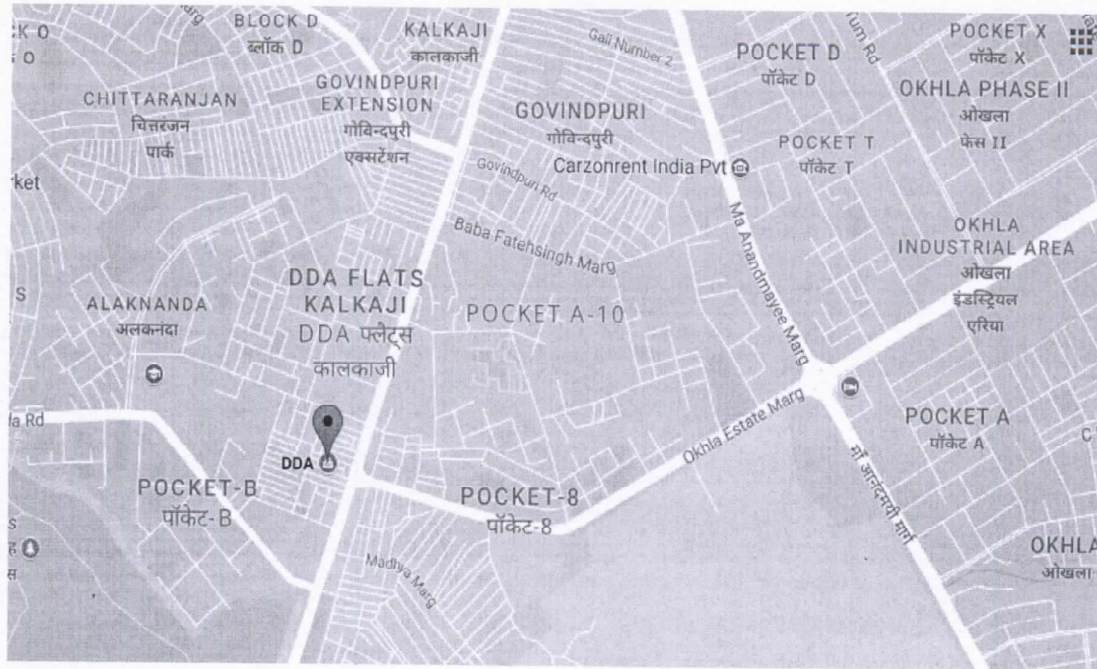 BLOCK D
ब्लॉक D
KALKAJI
कालकाजी
Gali Number 2
POCKET D
पॉकेट D
Turn Rd
POCKET X
पॉकेट X
OKHLA PHASE II
ओखला
फेस II
CHITTARANJAN
चित्तरंजन
पार्क
GOVINDPURI
EXTENSION
गोविन्दपुरी
एक्सटेंशन
GOVINDPURI
गोविन्दपुरी
POCKET T
पॉकेट T
Carzonrent India Pvt
Govindpuri Rd
Baba Fatehsingh Marg
Ma Anandmayee Marg
OKHLA
INDUSTRIAL AREA
ओखला
इंडस्ट्रियल
एरिया
ALAKNANDA
अलकनंदा
DDA FLATS
KALKAJI
DDA फ्लैट्स
कालकाजी
POCKET A-10
Okhla Estate Marg
POCKET A
पॉकेट A
DDA
POCKET-B
पॉकेट-B
POCKET-8
पॉकेट-8
माँ आनंदमयी मार्ग
Madhya Marg
OKHLA
ओखला